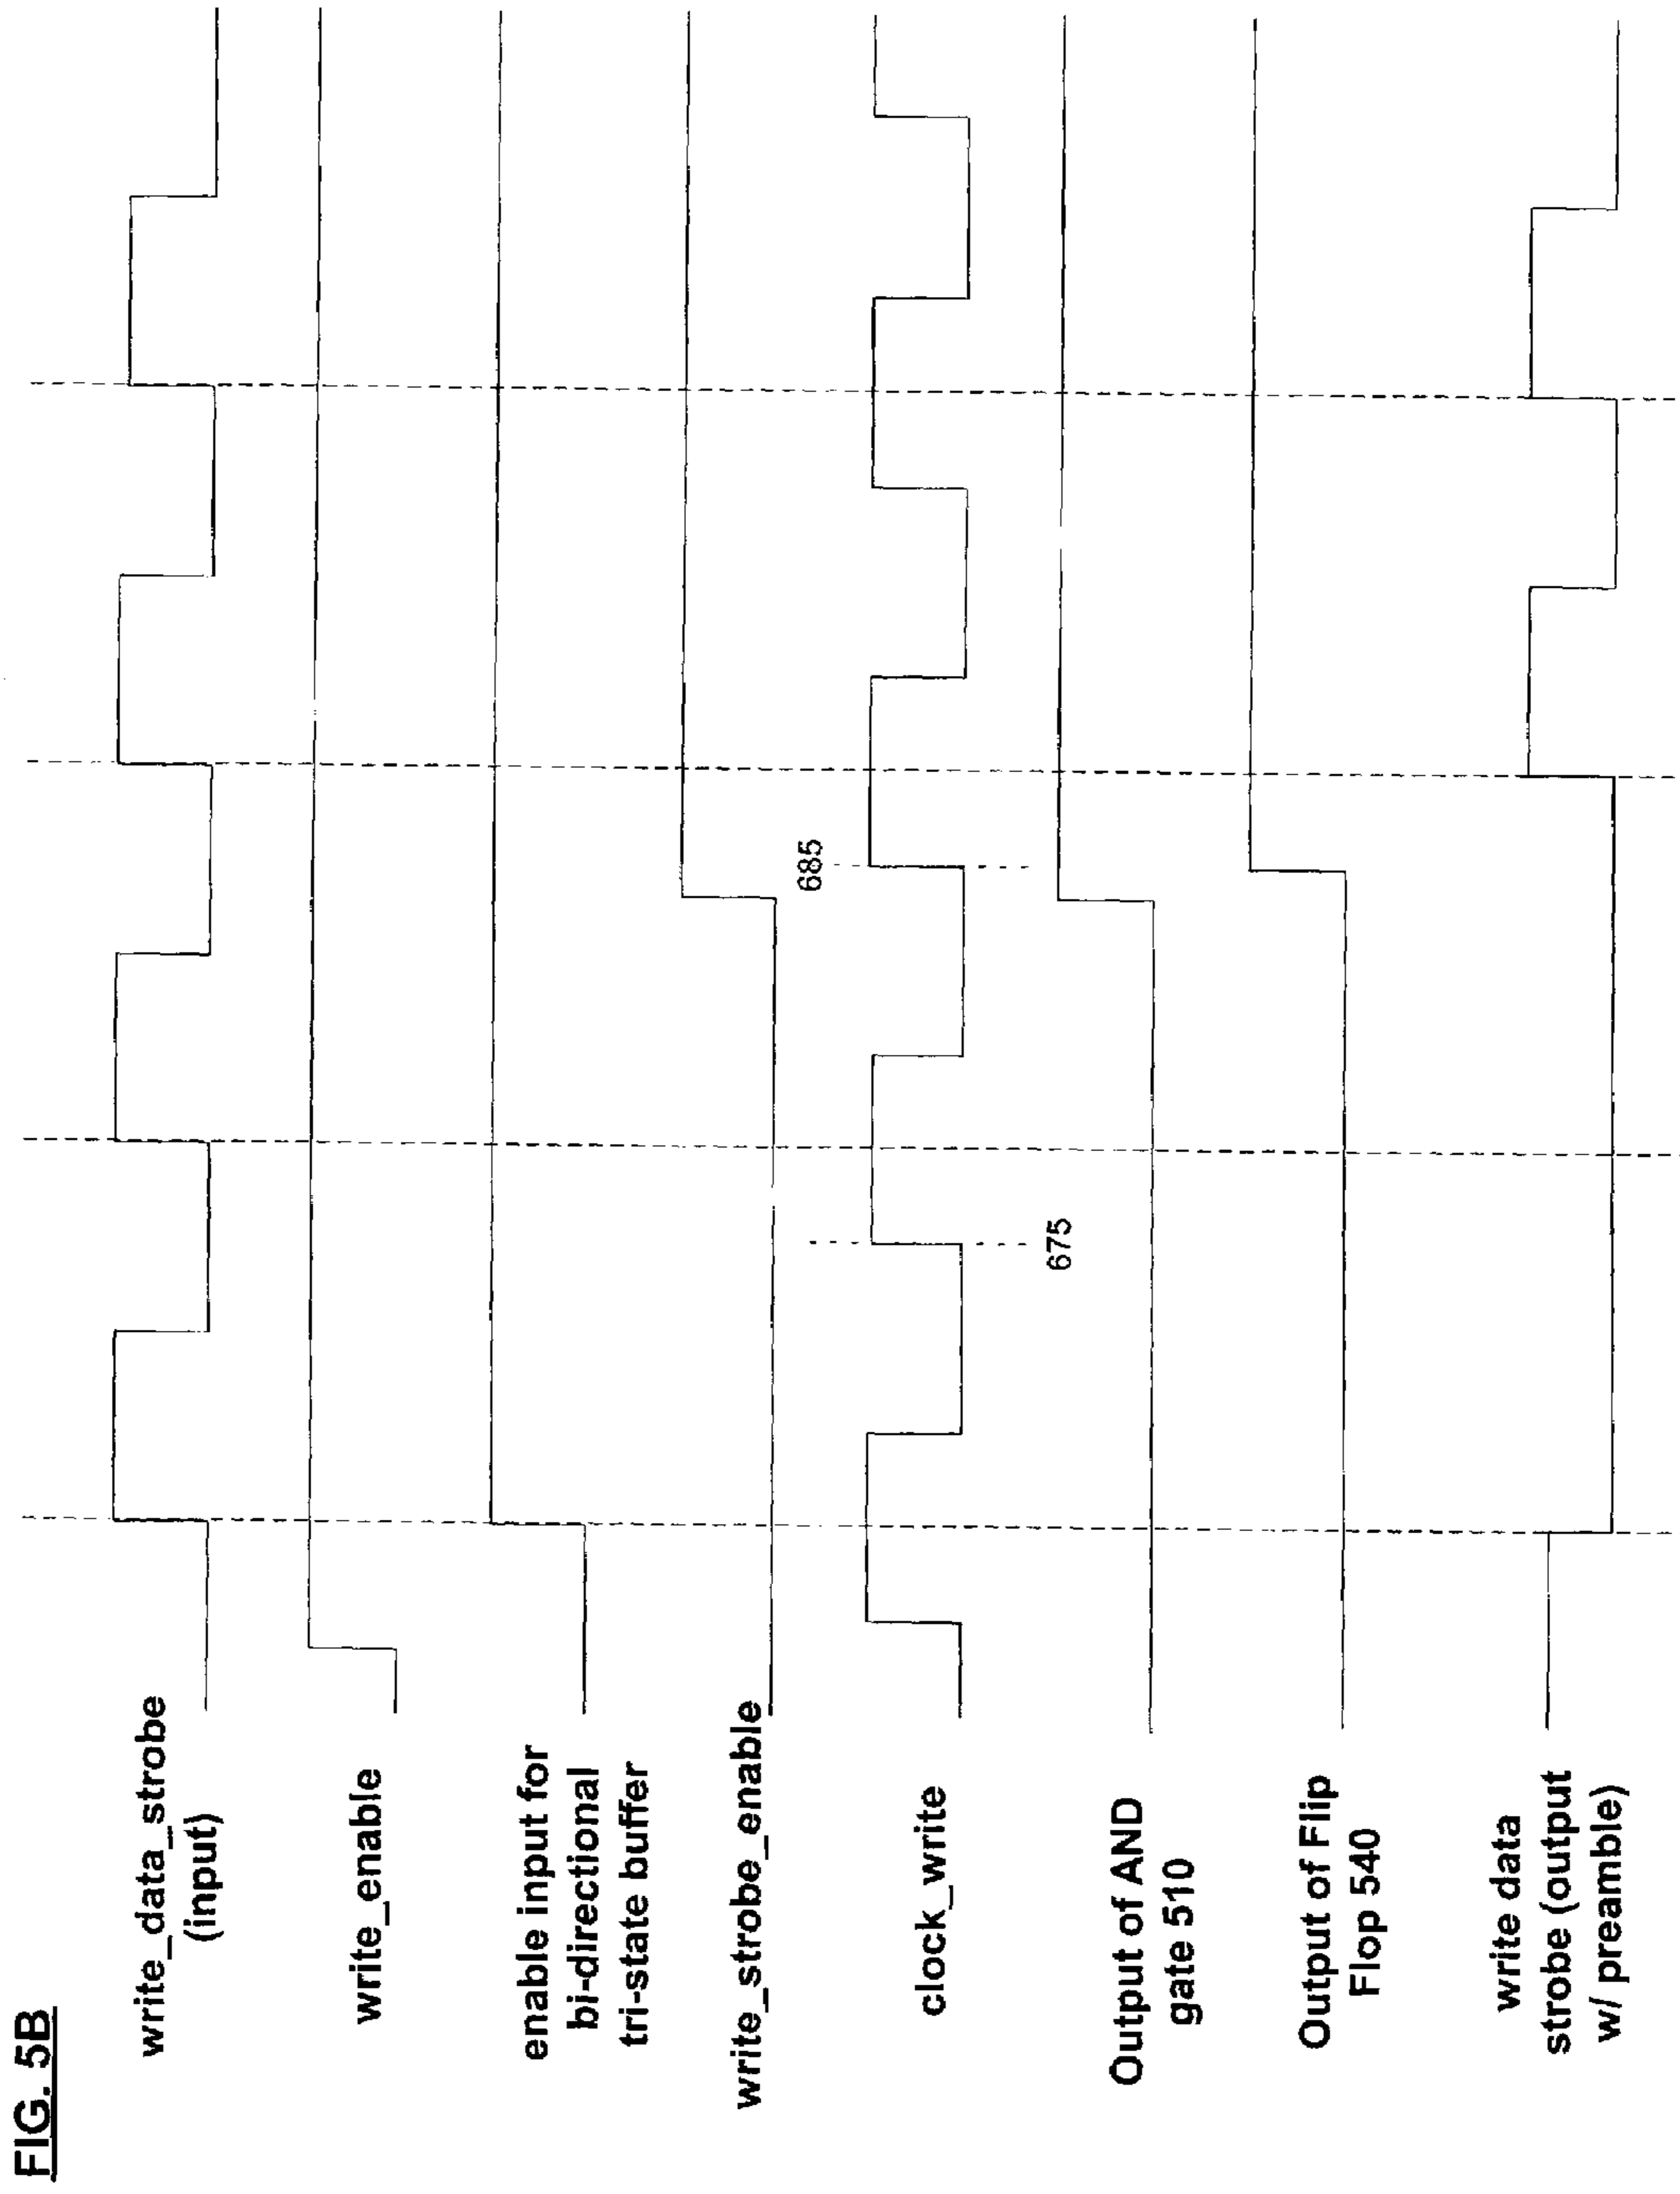 FIG. 5B
write_data_strobe
(input)
write_enable
enable input for
bi-directional
tri-state buffer
write_strobe_enable
685
clock_write
675
Output of AND
gate 510
Output of Flip
Flop 540
write data
strobe (output
w/ preamble)